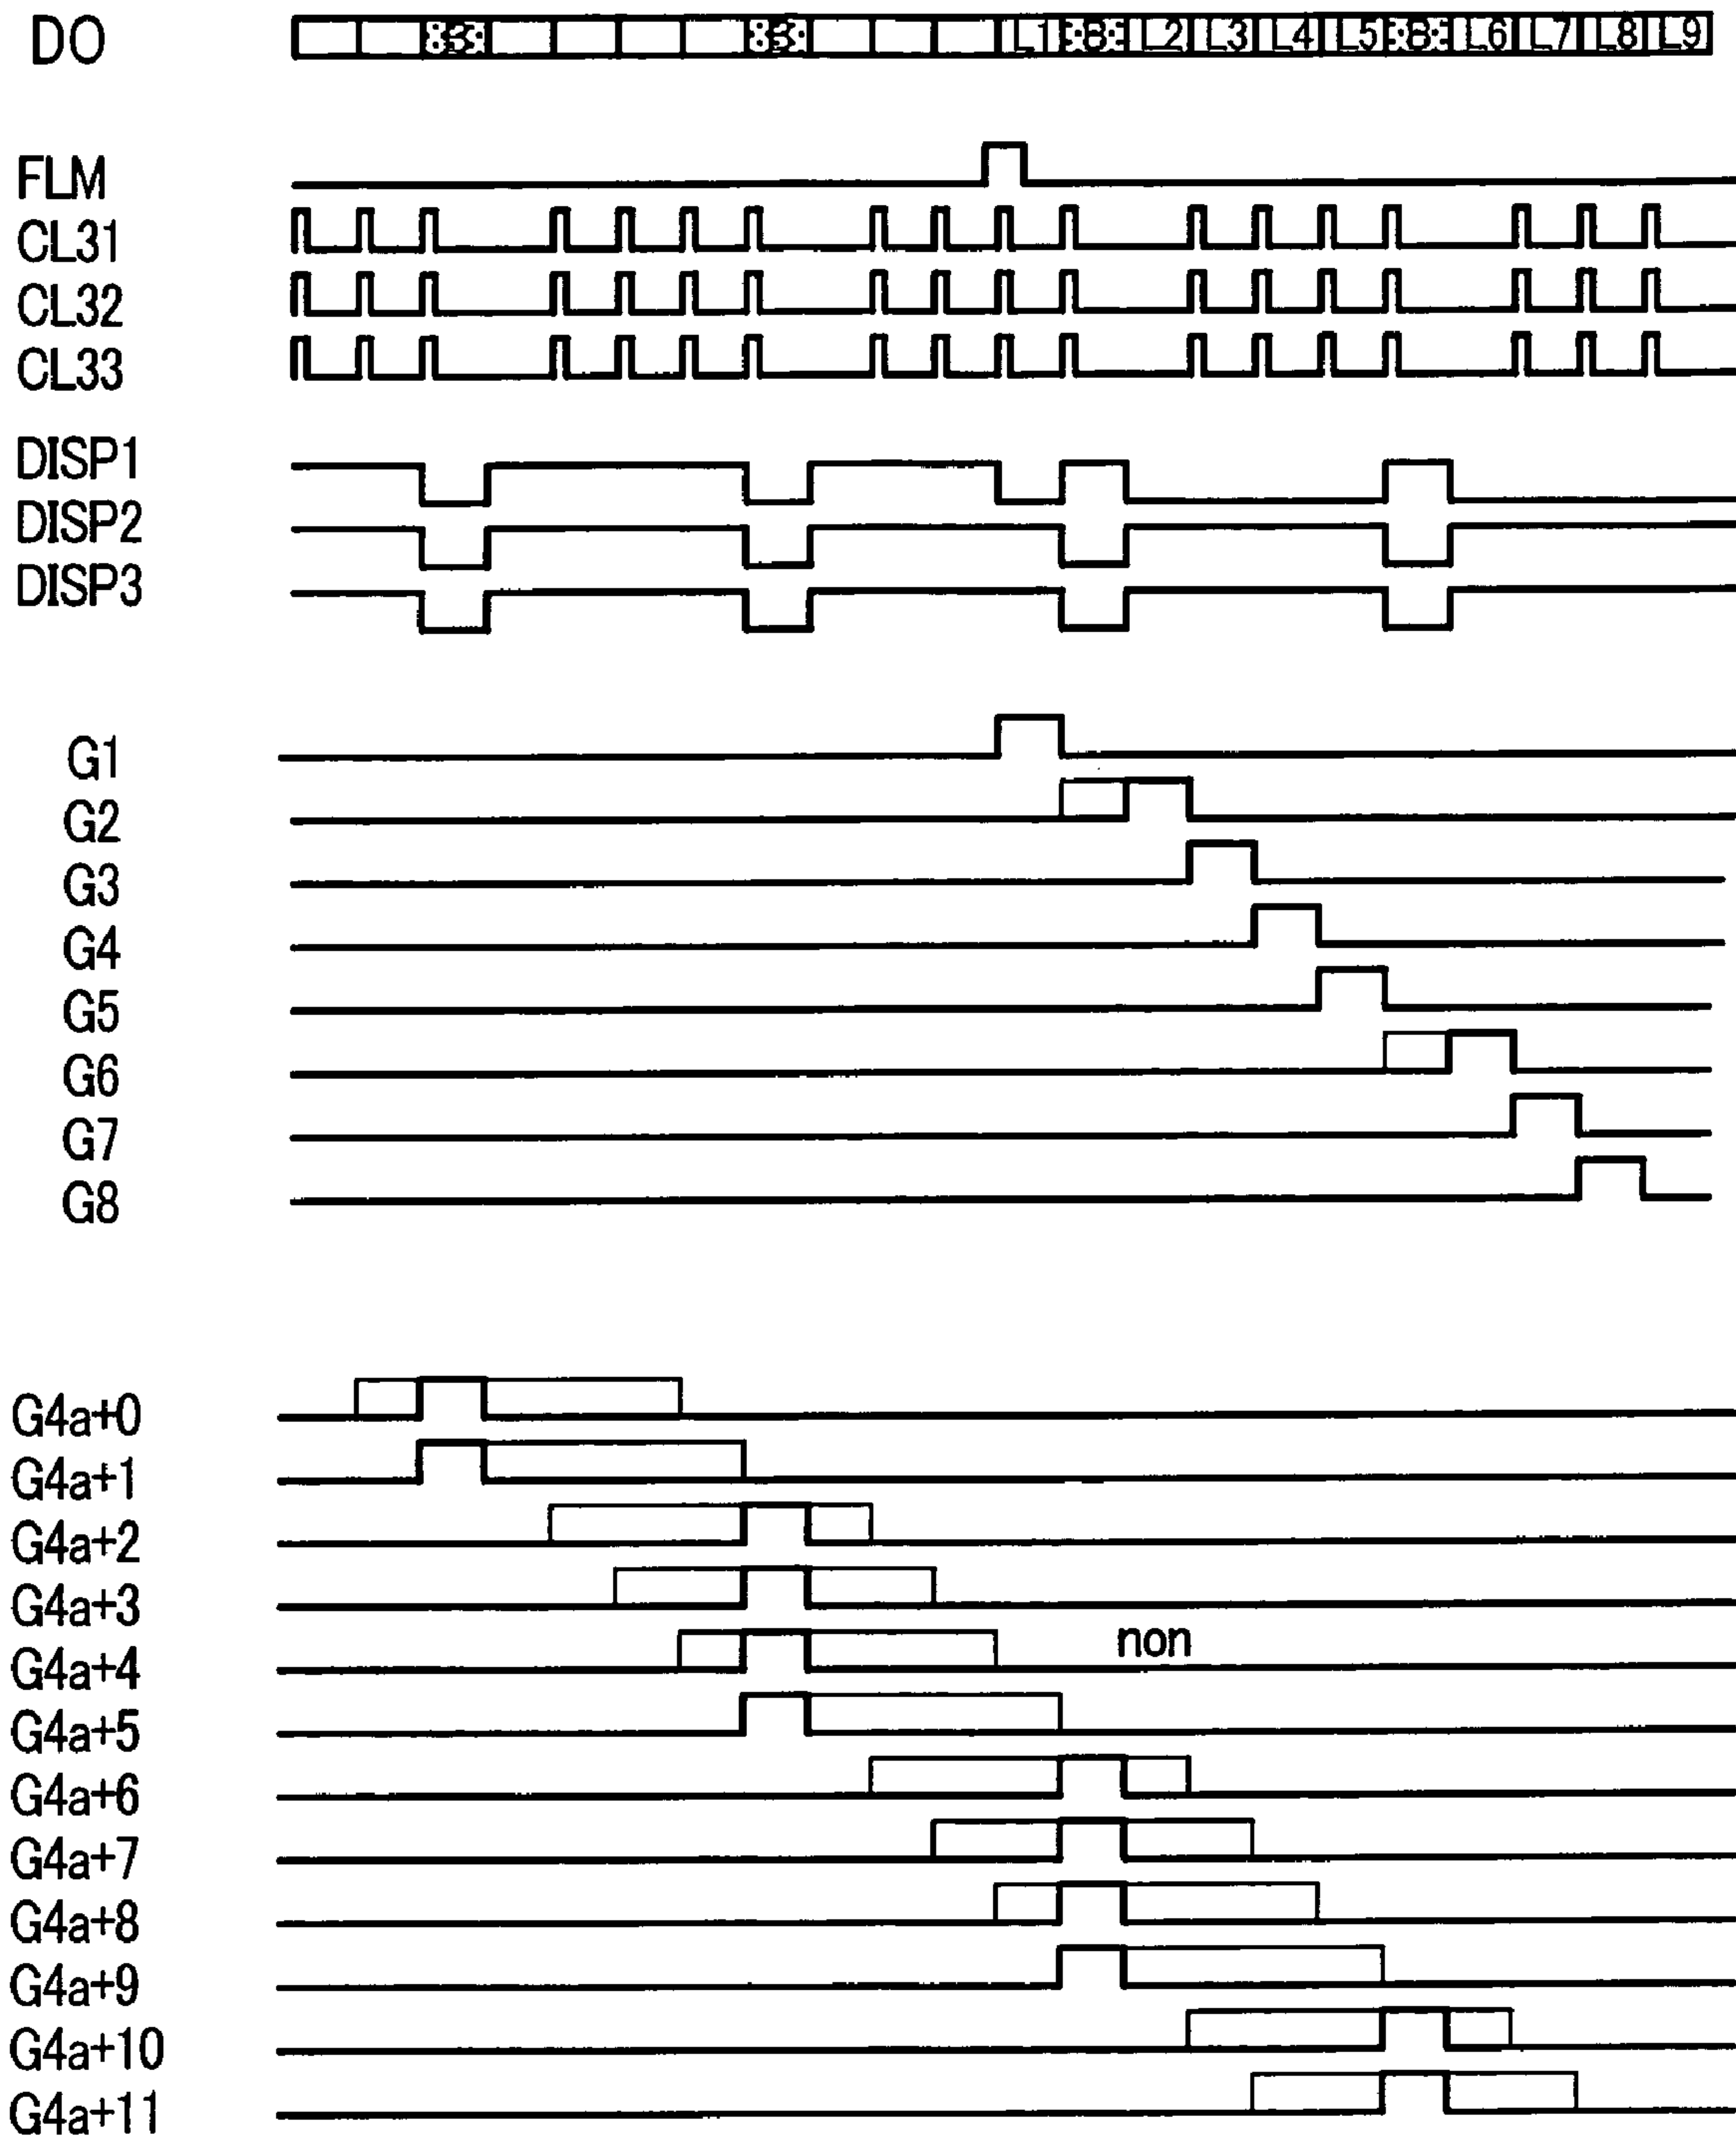 DO B B L1 B L2 L3 L4 L5 B L6 L7 L8 L9
FLM
CL31
CL32
CL33
DISP1
DISP2
DISP3
G1
G2
G3
G4
G5
G6
G7
G8
G4a+0
G4a+1
G4a+2
G4a+3
G4a+4 non
G4a+5
G4a+6
G4a+7
G4a+8
G4a+9
G4a+10
G4a+11